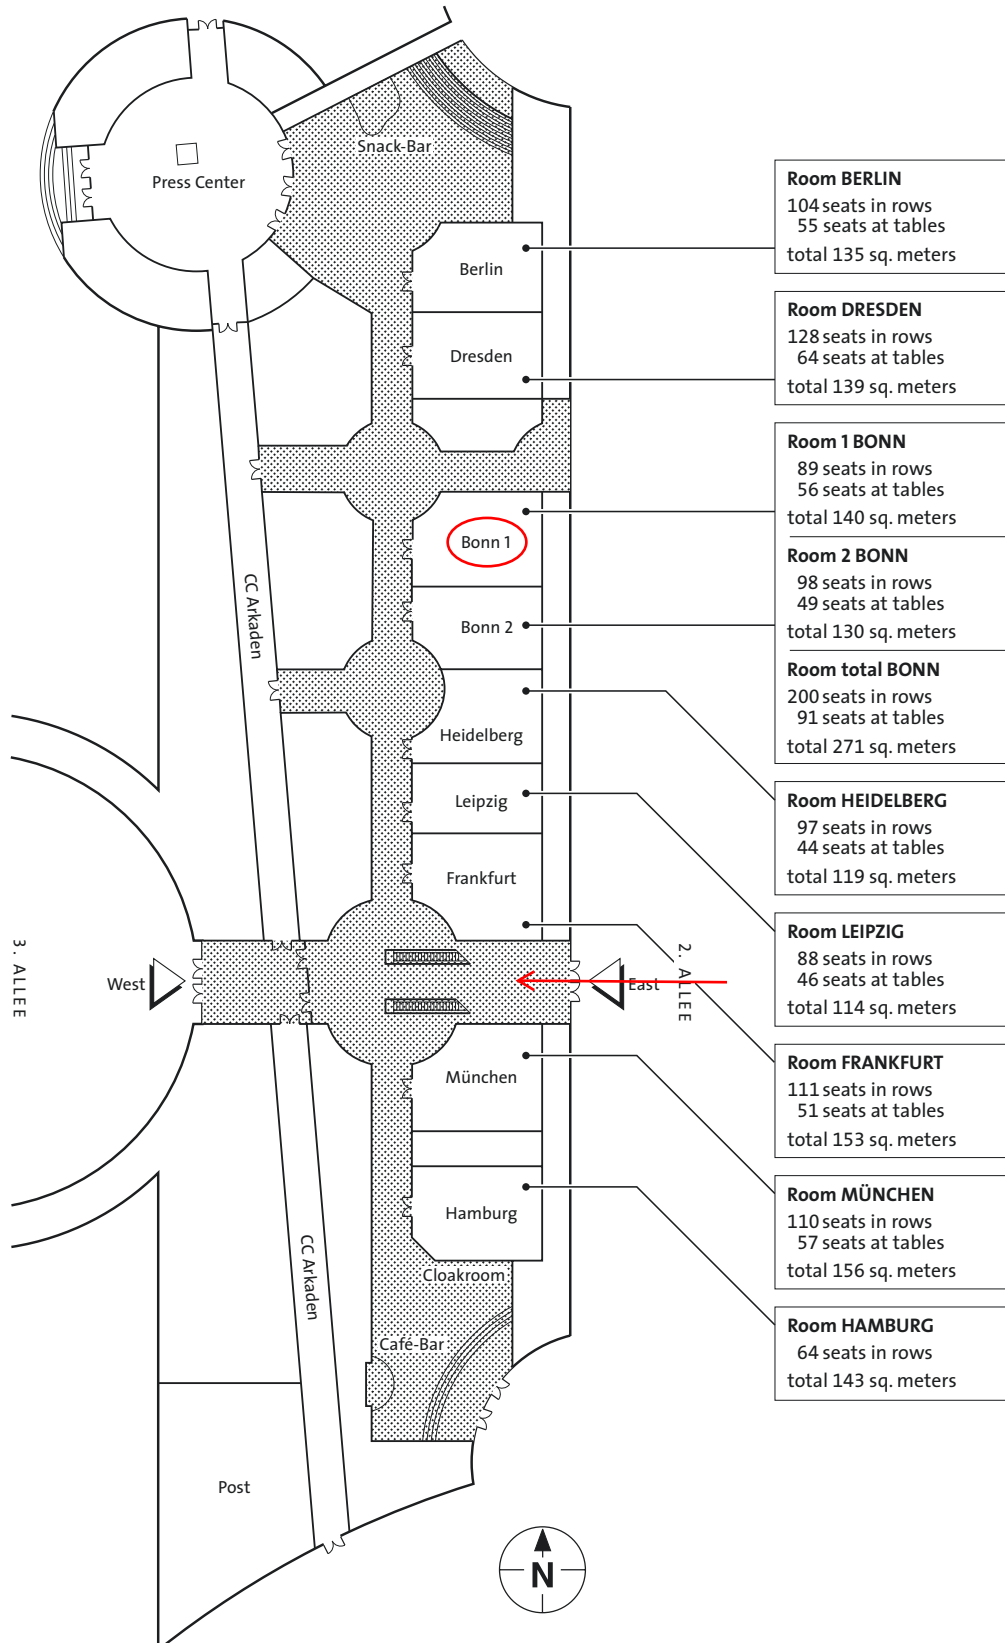 Snack-Bar
Press Center
Berlin
Dresden
Bonn 1
Bonn 2
CC Arkaden
Heidelberg
Leipzig
Frankfurt
3. ALLEE
West
East
2. ALLEE
München
Hamburg
Cloakroom
CC Arkaden
Café-Bar
Post
N
Room BERLIN
104 seats in rows
55 seats at tables
total 135 sq. meters
Room DRESDEN
128 seats in rows
64 seats at tables
total 139 sq. meters
Room 1 BONN
89 seats in rows
56 seats at tables
total 140 sq. meters
Room 2 BONN
98 seats in rows
49 seats at tables
total 130 sq. meters
Room total BONN
200 seats in rows
91 seats at tables
total 271 sq. meters
Room HEIDELBERG
97 seats in rows
44 seats at tables
total 119 sq. meters
Room LEIPZIG
88 seats in rows
46 seats at tables
total 114 sq. meters
Room FRANKFURT
111 seats in rows
51 seats at tables
total 153 sq. meters
Room MÜNCHEN
110 seats in rows
57 seats at tables
total 156 sq. meters
Room HAMBURG
64 seats in rows
total 143 sq. meters